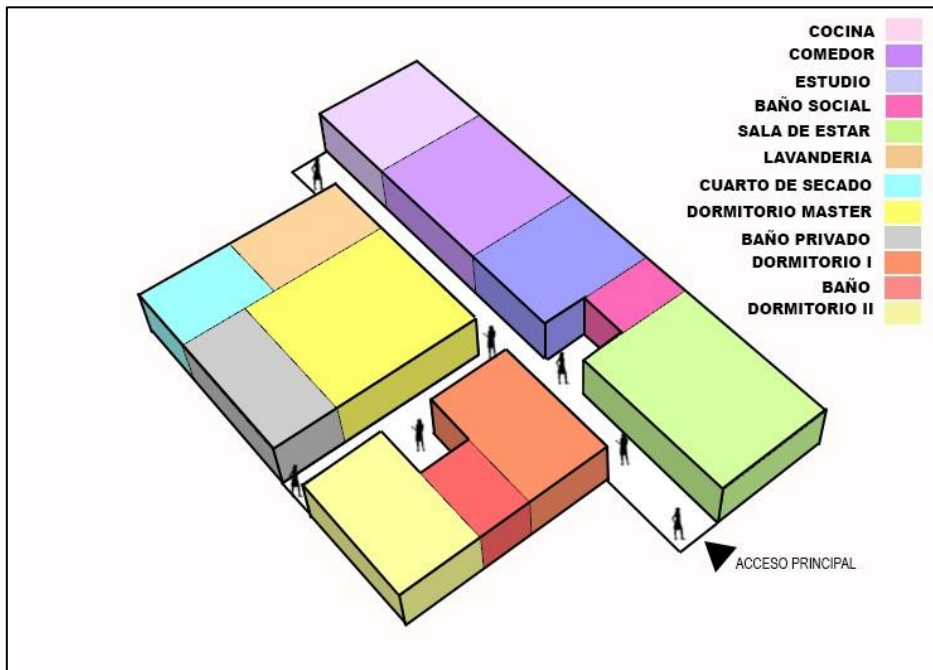 COCINA
COMEDOR
ESTUDIO
BAÑO SOCIAL
SALA DE ESTAR
LAVANDERIA
CUARTO DE SECADO
DORMITORIO MASTER
BAÑO PRIVADO
DORMITORIO I
BAÑO
DORMITORIO II
ACCESO PRINCIPAL